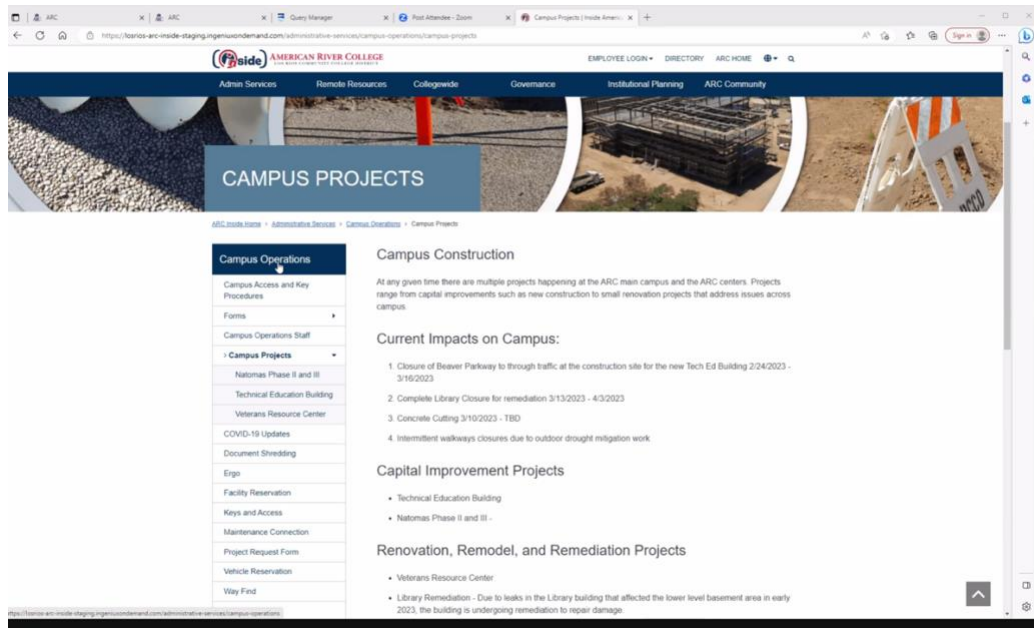 ARC
ARC
Query Manager
Post Attendee - Zoom
Campus Projects | Inside Americ
https://losrios-arc-inside-staging.ingeniuxondemand.com/administrative-services/campus-operations/campus-projects
Sign in
Inside AMERICAN RIVER COLLEGE
LOS RIOS COMMUNITY COLLEGE DISTRICT
EMPLOYEE LOGIN
DIRECTORY
ARC HOME
Admin Services
Remote Resources
Collegewide
Governance
Institutional Planning
ARC Community
CAMPUS PROJECTS
ARC Inside Home
Administrative Services
Campus Operations
Campus Projects
Campus Operations
Campus Access and Key
Procedures
Forms
Campus Operations Staff
› Campus Projects
Natomas Phase II and III
Technical Education Building
Veterans Resource Center
COVID-19 Updates
Document Shredding
Ergo
Facility Reservation
Keys and Access
Maintenance Connection
Project Request Form
Vehicle Reservation
Way Find
Campus Construction
At any given time there are multiple projects happening at the ARC main campus and the ARC centers. Projects
range from capital improvements such as new construction to small renovation projects that address issues across
campus.
Current Impacts on Campus:
1. Closure of Beaver Parkway to through traffic at the construction site for the new Tech Ed Building 2/24/2023 -
3/16/2023
2. Complete Library Closure for remediation 3/13/2023 - 4/3/2023
3. Concrete Cutting 3/10/2023 - TBD
4. Intermittent walkways closures due to outdoor drought mitigation work
Capital Improvement Projects
• Technical Education Building
• Natomas Phase II and III -
Renovation, Remodel, and Remediation Projects
• Veterans Resource Center
• Library Remediation - Due to leaks in the Library building that affected the lower level basement area in early
2023, the building is undergoing remediation to repair damage.
https://losrios-arc-inside-staging.ingeniuxondemand.com/administrative-services/campus-operations